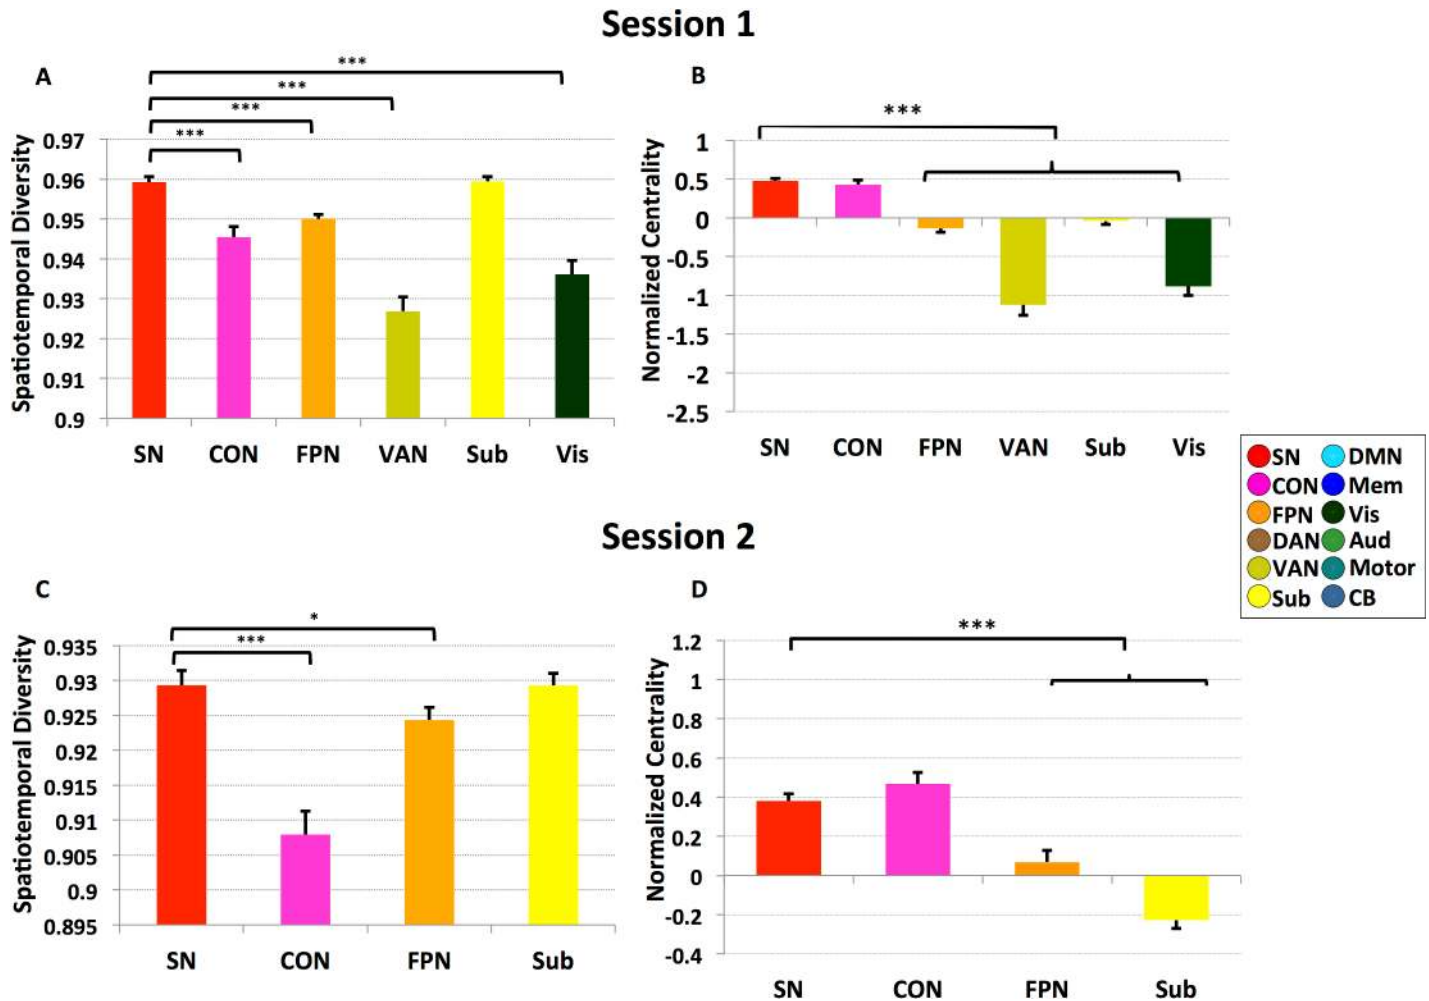 Session 1
A
***
***
***
***
Spatiotemporal Diversity
0.97
0.96
0.95
0.94
0.93
0.92
0.91
0.9
SN CON FPN VAN Sub Vis
B
***
Normalized Centrality
1
0.5
0
-0.5
-1
-1.5
-2
-2.5
SN CON FPN VAN Sub Vis
SN DMN
CON Mem
FPN Vis
DAN Aud
VAN Motor
Sub CB
Session 2
C
*
***
Spatiotemporal Diversity
0.935
0.93
0.925
0.92
0.915
0.91
0.905
0.9
0.895
SN CON FPN Sub
D
***
Normalized Centrality
1.2
1
0.8
0.6
0.4
0.2
0
-0.2
-0.4
SN CON FPN Sub